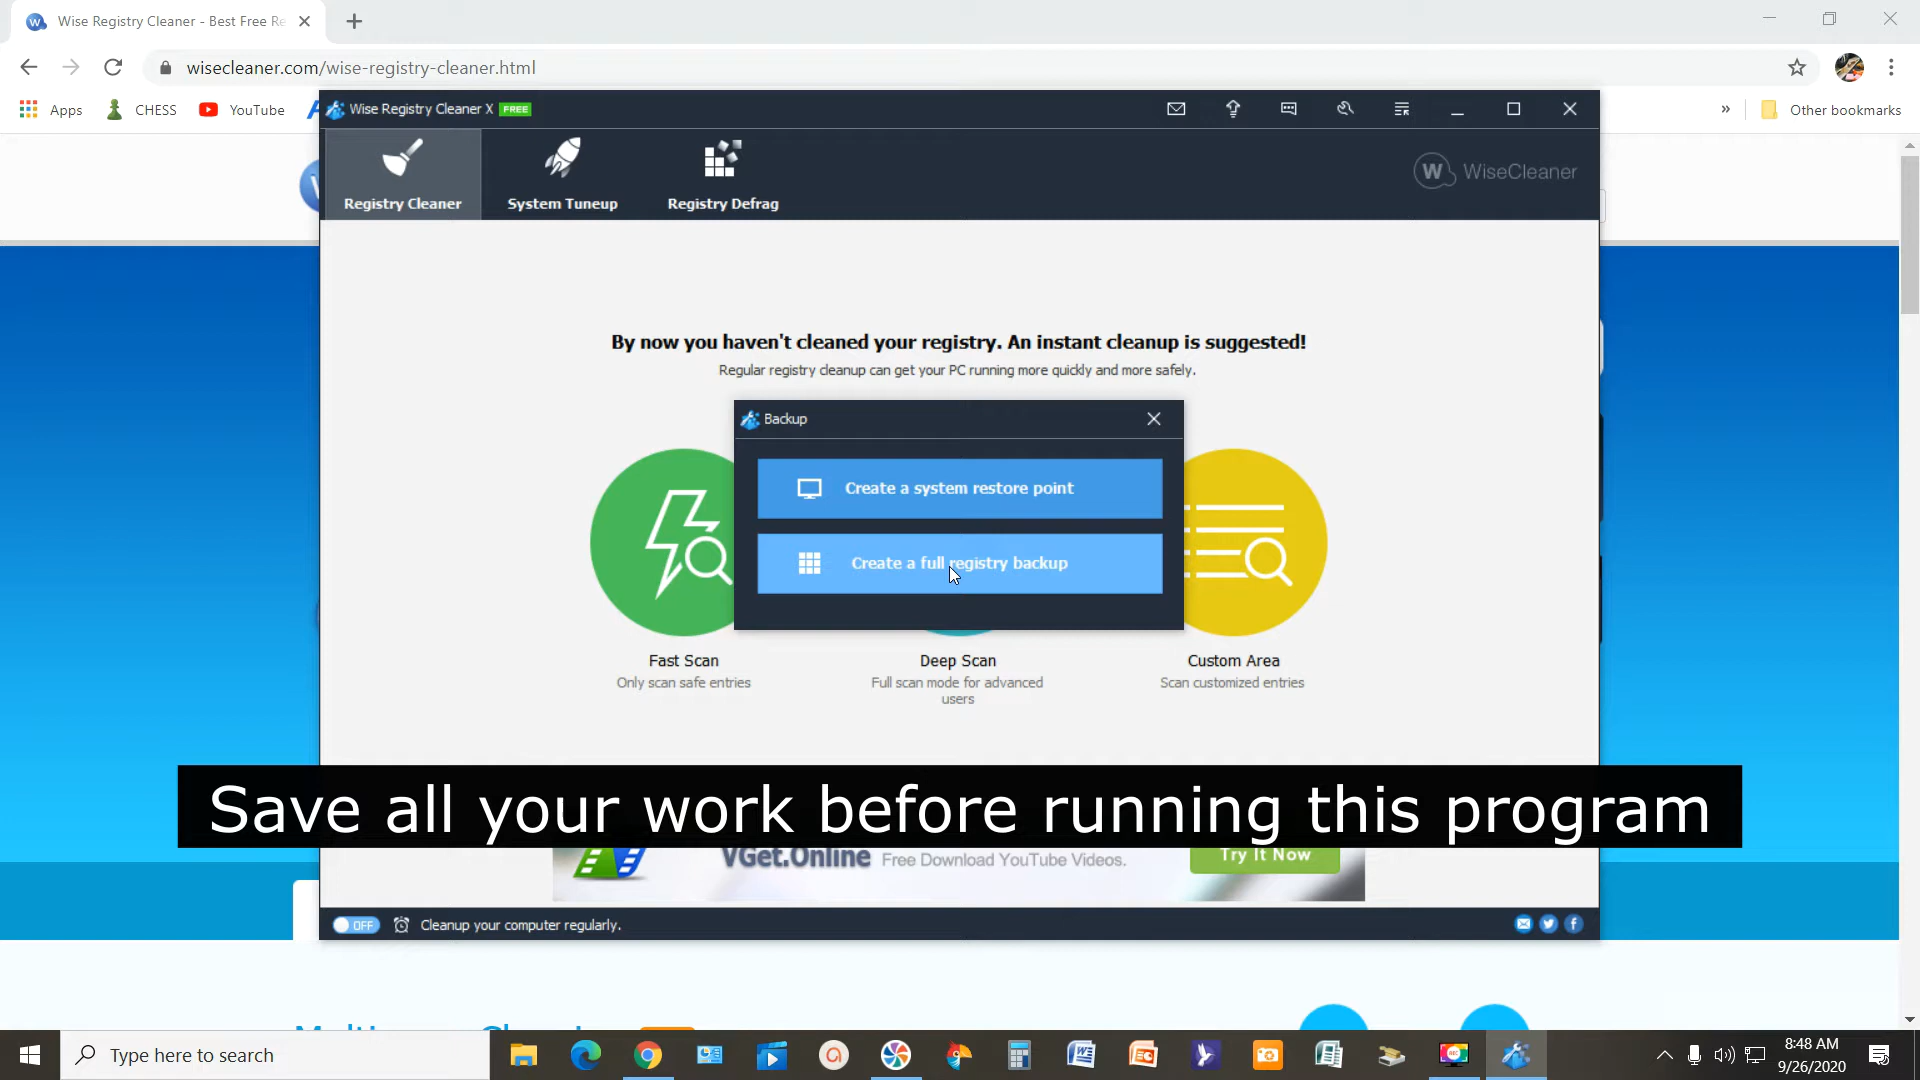 Wise Registry Cleaner - Best Free Re
wisecleaner.com/wise-registry-cleaner.html
Apps
CHESS
YouTube
»
Other bookmarks
Wise Registry Cleaner X FREE
Registry Cleaner
System Tuneup
Registry Defrag
W WiseCleaner
By now you haven't cleaned your registry. An instant cleanup is suggested!
Regular registry cleanup can get your PC running more quickly and more safely.
Backup
Create a system restore point
Create a full registry backup
Fast Scan
Only scan safe entries
Deep Scan
Full scan mode for advanced
users
Custom Area
Scan customized entries
Save all your work before running this program
VGet.Online Free Download YouTube Videos.
Try It Now
OFF
Cleanup your computer regularly.
Type here to search
8:48 AM
9/26/2020